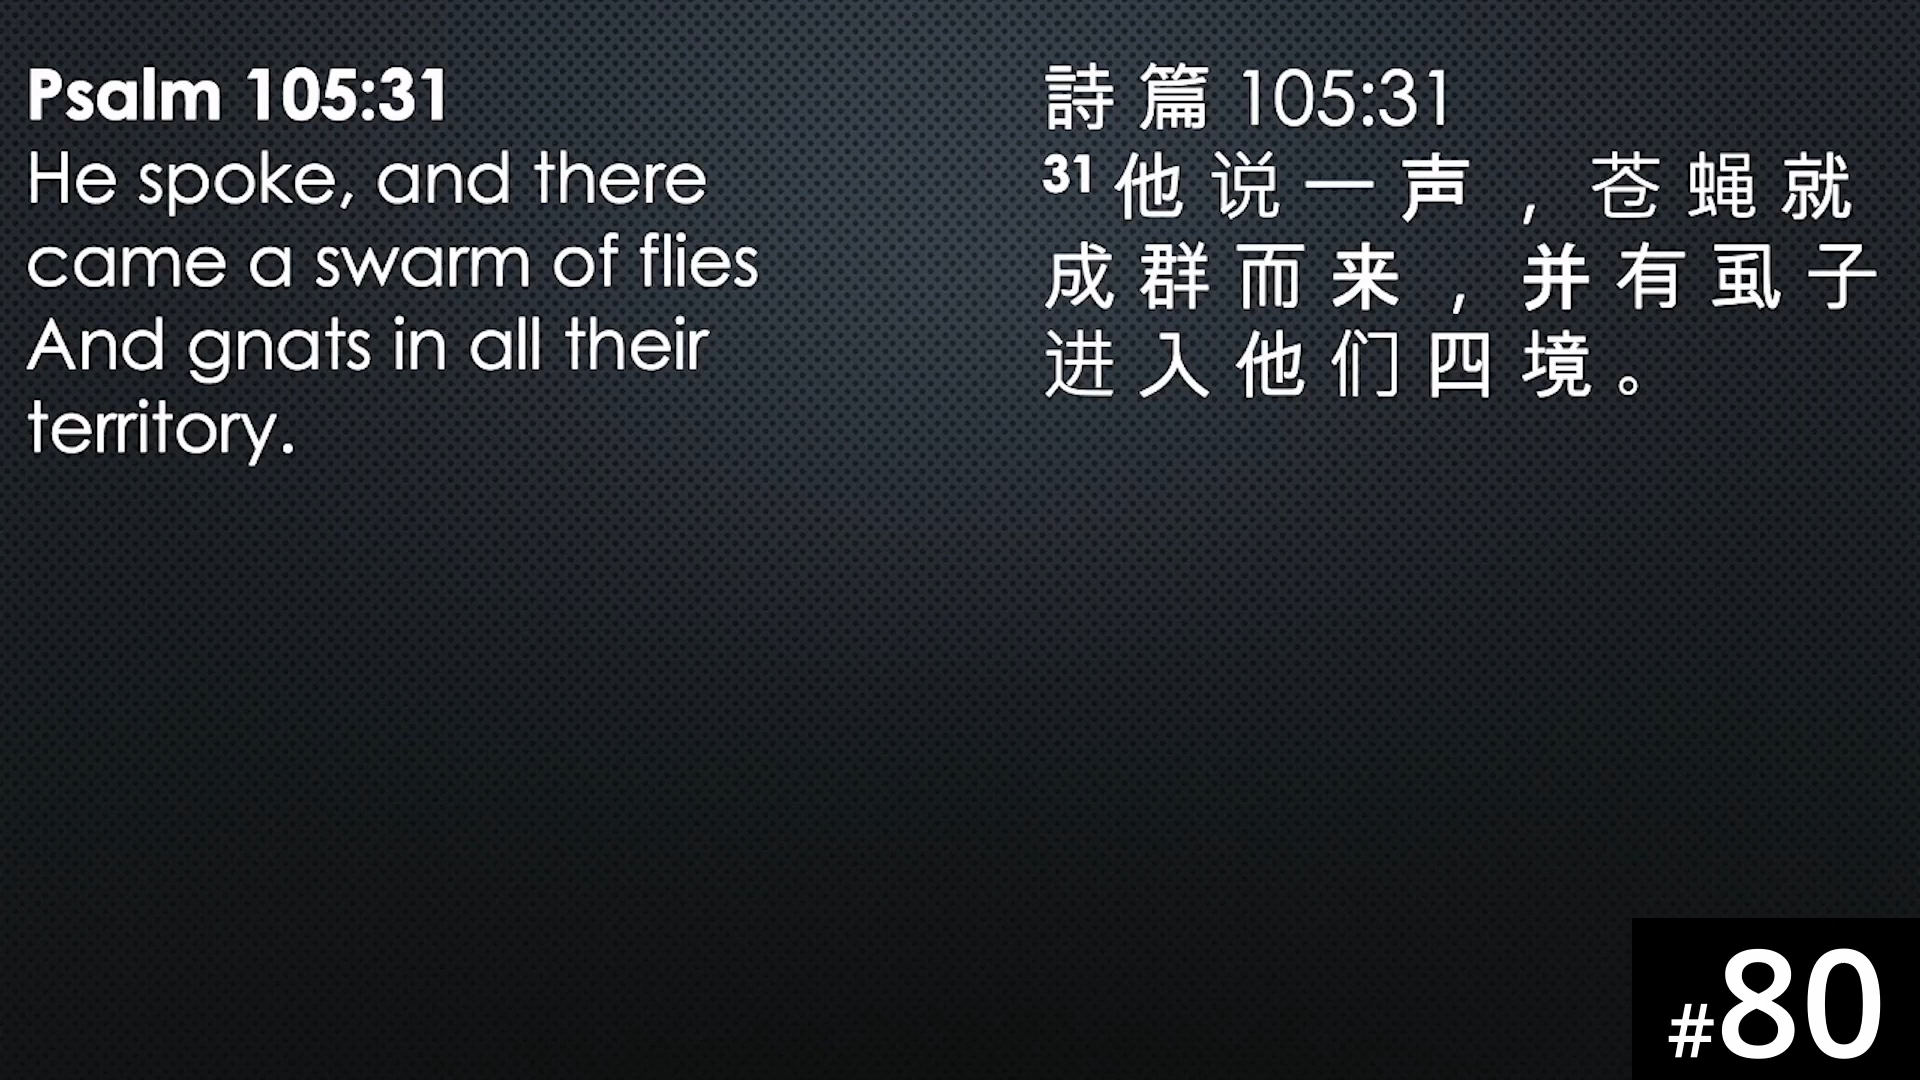 Psalm 105:31
He spoke, and there
came a swarm of flies
And gnats in all their
territory.
詩 篇 105:31
31 他 说 一 声 ， 苍 蝇 就
成 群 而 来 ， 并 有 虱 子
进 入 他 们 四 境 。
#80